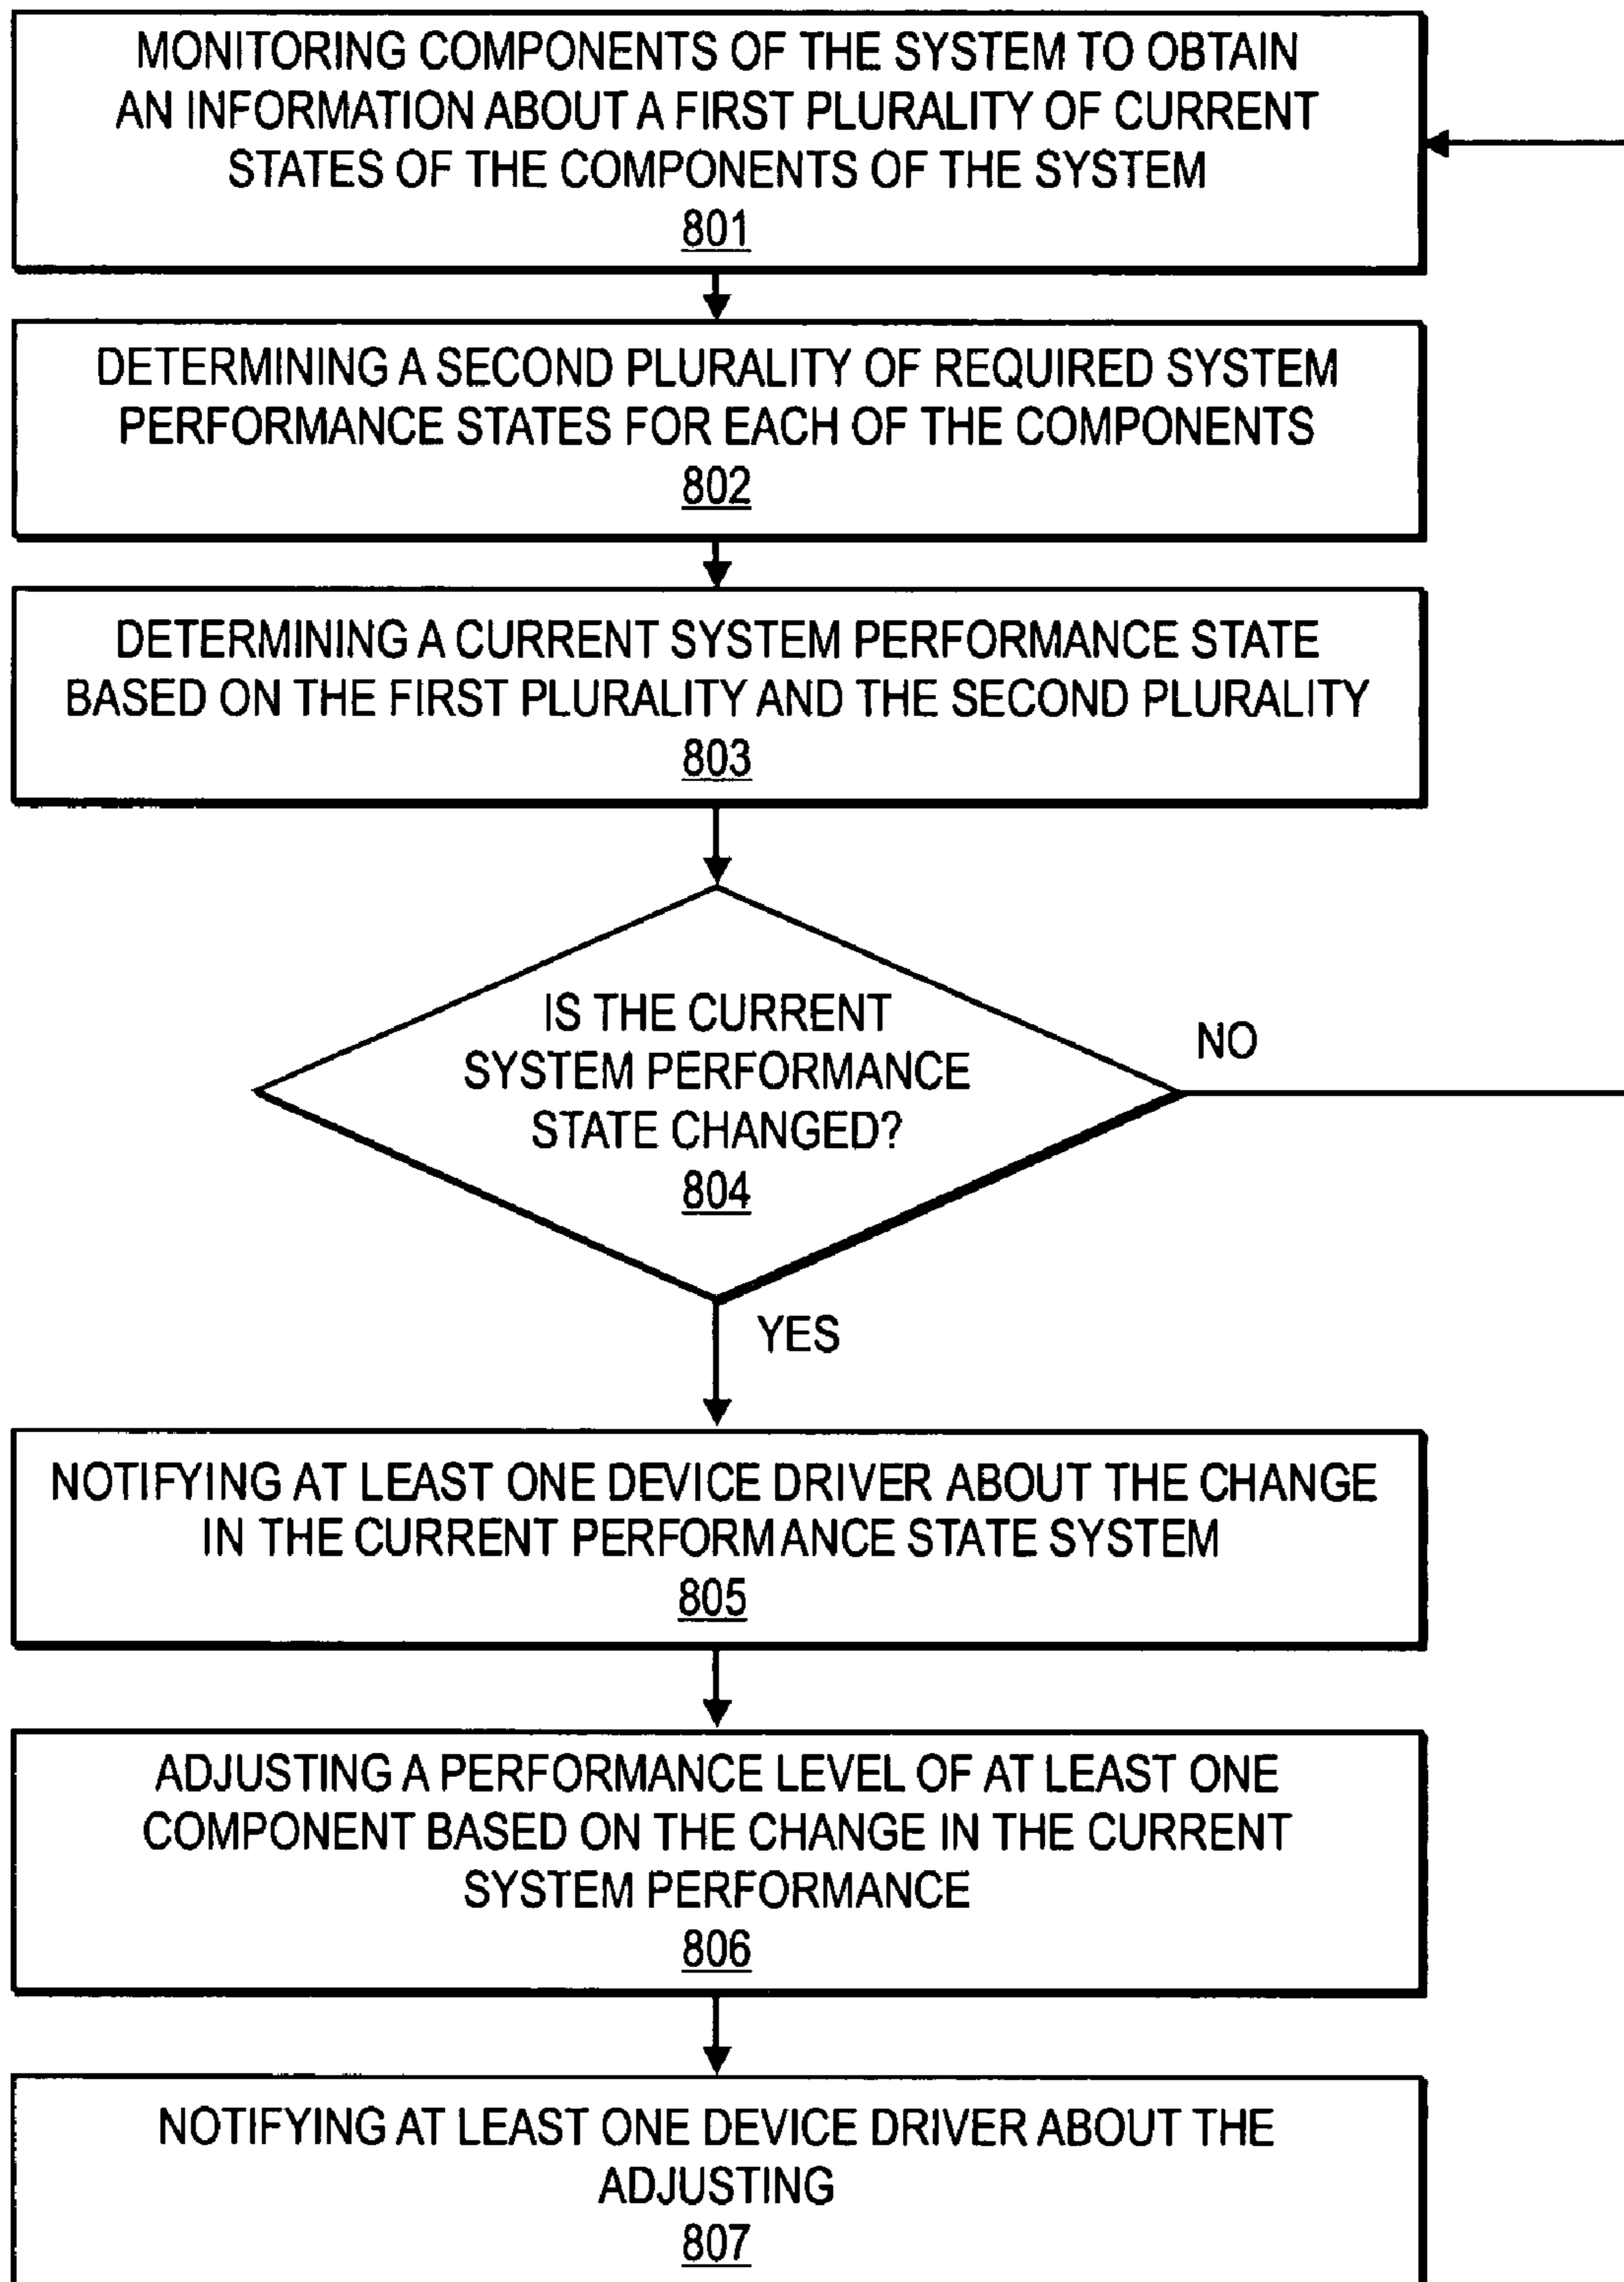 MONITORING COMPONENTS OF THE SYSTEM TO OBTAIN
AN INFORMATION ABOUT A FIRST PLURALITY OF CURRENT
STATES OF THE COMPONENTS OF THE SYSTEM
801
DETERMINING A SECOND PLURALITY OF REQUIRED SYSTEM
PERFORMANCE STATES FOR EACH OF THE COMPONENTS
802
DETERMINING A CURRENT SYSTEM PERFORMANCE STATE
BASED ON THE FIRST PLURALITY AND THE SECOND PLURALITY
803
IS THE CURRENT
SYSTEM PERFORMANCE
STATE CHANGED?
804
NO
YES
NOTIFYING AT LEAST ONE DEVICE DRIVER ABOUT THE CHANGE
IN THE CURRENT PERFORMANCE STATE SYSTEM
805
ADJUSTING A PERFORMANCE LEVEL OF AT LEAST ONE
COMPONENT BASED ON THE CHANGE IN THE CURRENT
SYSTEM PERFORMANCE
806
NOTIFYING AT LEAST ONE DEVICE DRIVER ABOUT THE
ADJUSTING
807